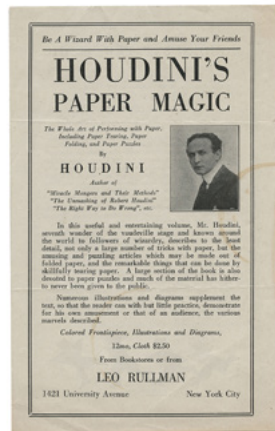 Be A Wizard With Paper and Amuse Your Friends
HOUDINI'S
PAPER MAGIC
The Whole Art of Performing with Paper,
Including Paper Tearing, Paper
Folding, and Paper Puzzles
By
HOUDINI
Author of
"Miracle Mongers and Their Methods"
"The Unmasking of Robert Houdin"
"The Right Way to Do Wrong", etc.
In this useful and entertaining volume, Mr. Houdini,
seventh wonder of the vaudeville stage and known around
the world to followers of wizardry, describes to the least
detail, not only a large number of tricks with paper, but the
amusing and puzzling articles which may be made out of
folded paper, and the remarkable things that can be done by
skillfully tearing paper. A large section of the book is also
devoted to paper puzzles and much of the material has hither-
to never been given to the public.
Numerous illustrations and diagrams supplement the
text, so that the reader can with but little practice, demonstrate
for his own amusement or that of an audience, the various
marvels described.
Colored Frontispiece, Illustrations and Diagrams,
12mo, Cloth $2.50
From Bookstores or from
LEO RULLMAN
1421 University Avenue New York City